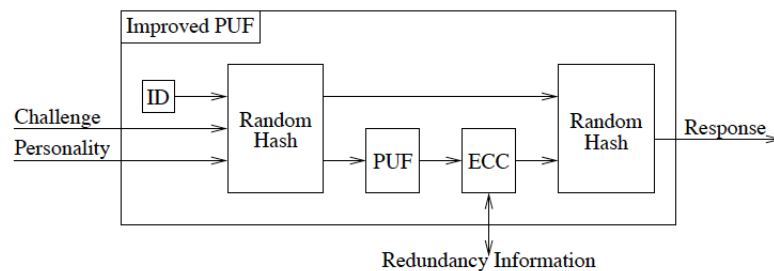 Improved PUF
ID
Challenge
Personality
Random
Hash
PUF
ECC
Random
Hash
Response
Redundancy Information